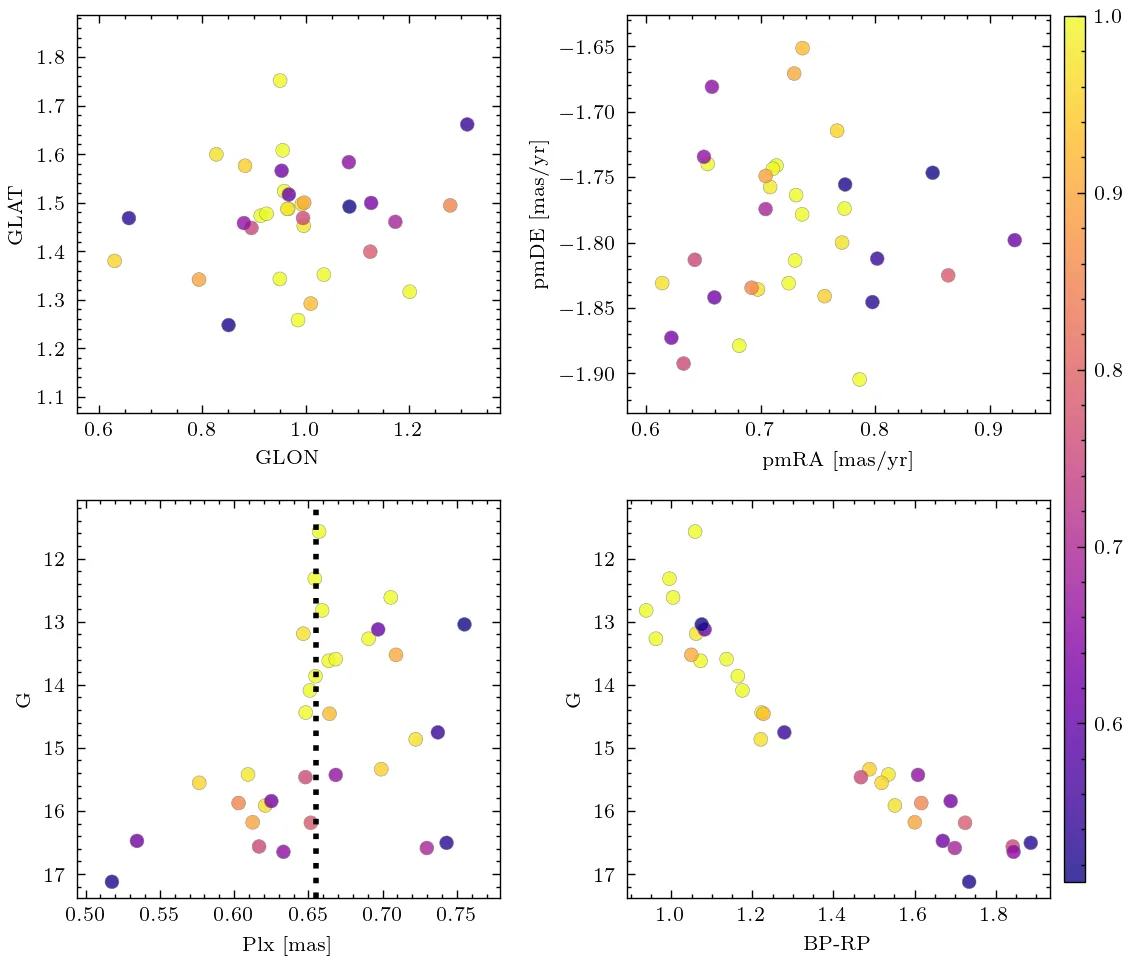 1.8
1.7
1.6
1.5
1.4
1.3
1.2
1.1
GLAT
0.6 0.8 1.0 1.2
GLON
−1.65
−1.70
−1.75
−1.80
−1.85
−1.90
pmDE [mas/yr]
0.6 0.7 0.8 0.9
pmRA [mas/yr]
1.0
0.9
0.8
0.7
0.6
12
13
14
15
16
17
G
0.50 0.55 0.60 0.65 0.70 0.75
Plx [mas]
12
13
14
15
16
17
G
1.0 1.2 1.4 1.6 1.8
BP-RP